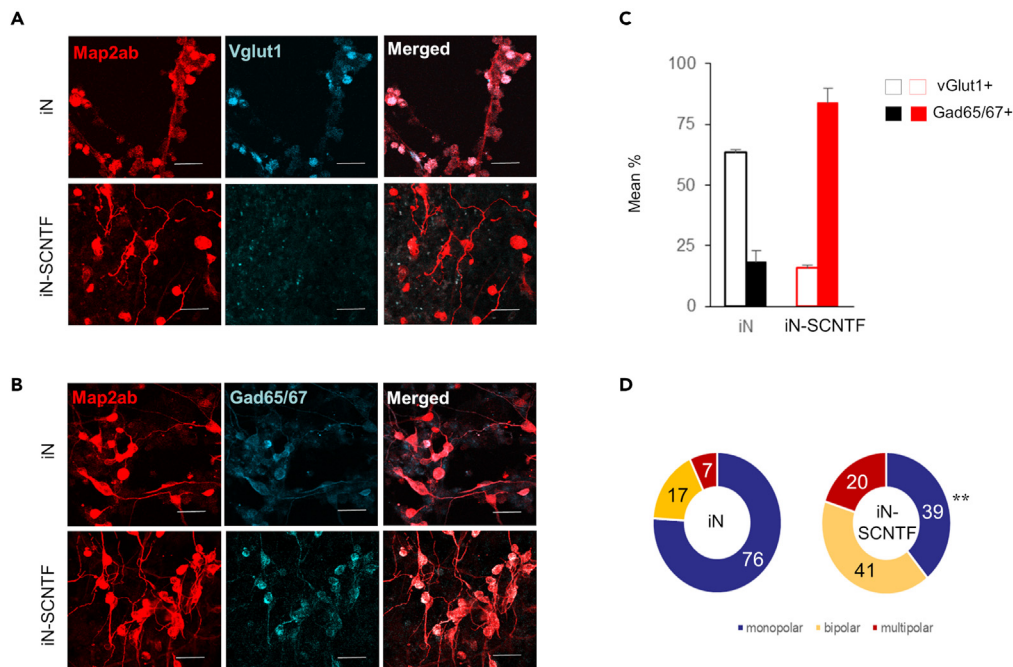 A
Map2ab Vglut1 Merged
iN
iN-SCNTF
B
Map2ab Gad65/67 Merged
iN
iN-SCNTF
C
100
75
50
25
0
Mean %
iN iN-SCNTF
vGlut1+
Gad65/67+
D
7
17
iN
76
20
iN-
SCNTF
39
**
41
monopolar bipolar multipolar